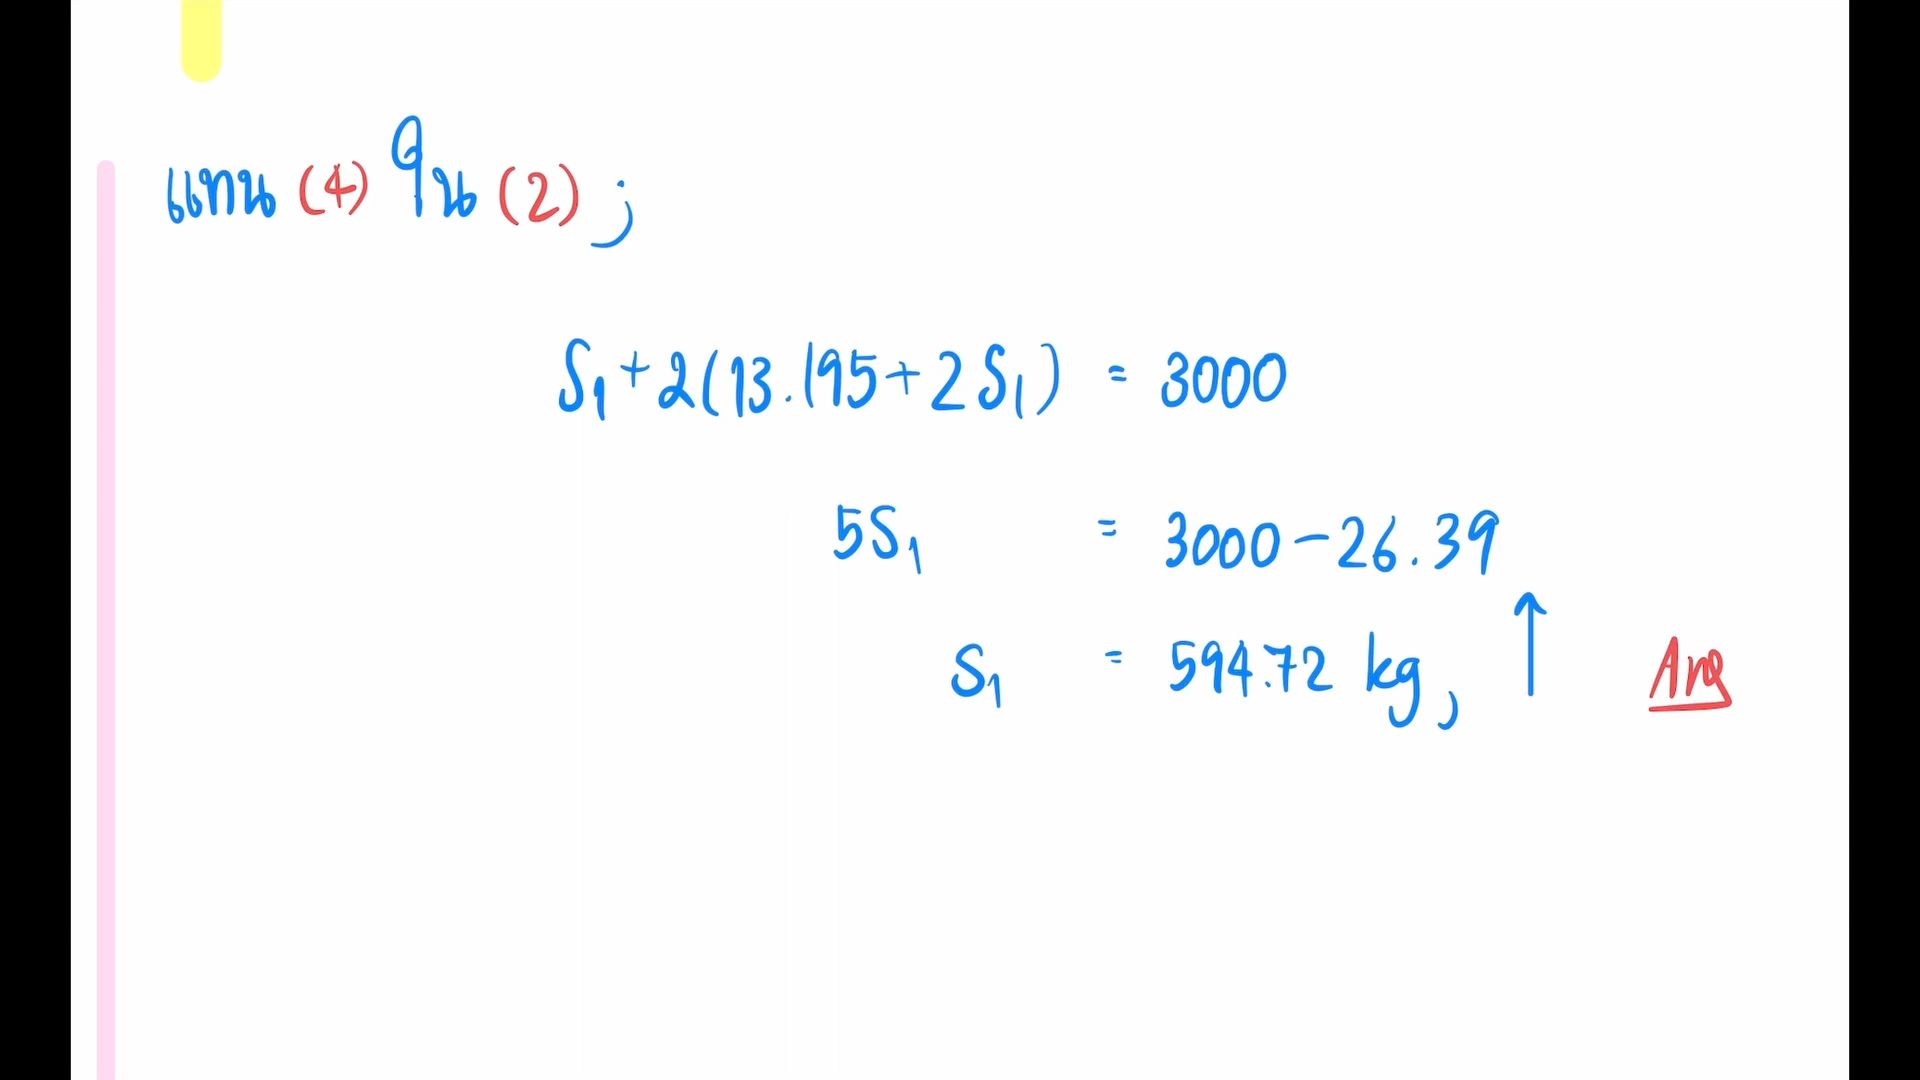 แทน (4) ใน (2) ;
S₁ + 2(13.195 + 2S₁) = 3000
5S₁ = 3000 - 26.39
S₁ = 594.72 kg, ↑ Ans